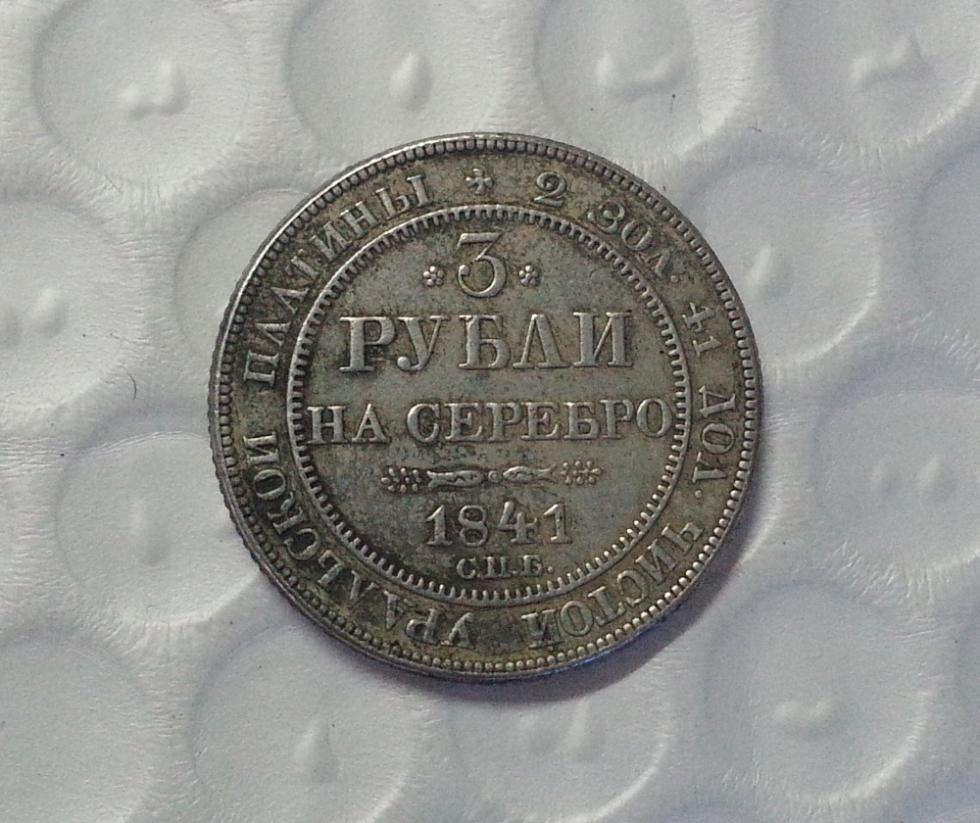 2 ЗОЛ. 41 ДОЛ. ЧИСТОЙ УРАЛЬСКОЙ ПЛАТИНЫ
3
РУБЛИ
НА СЕРЕБРО
1841
С.П.Б.